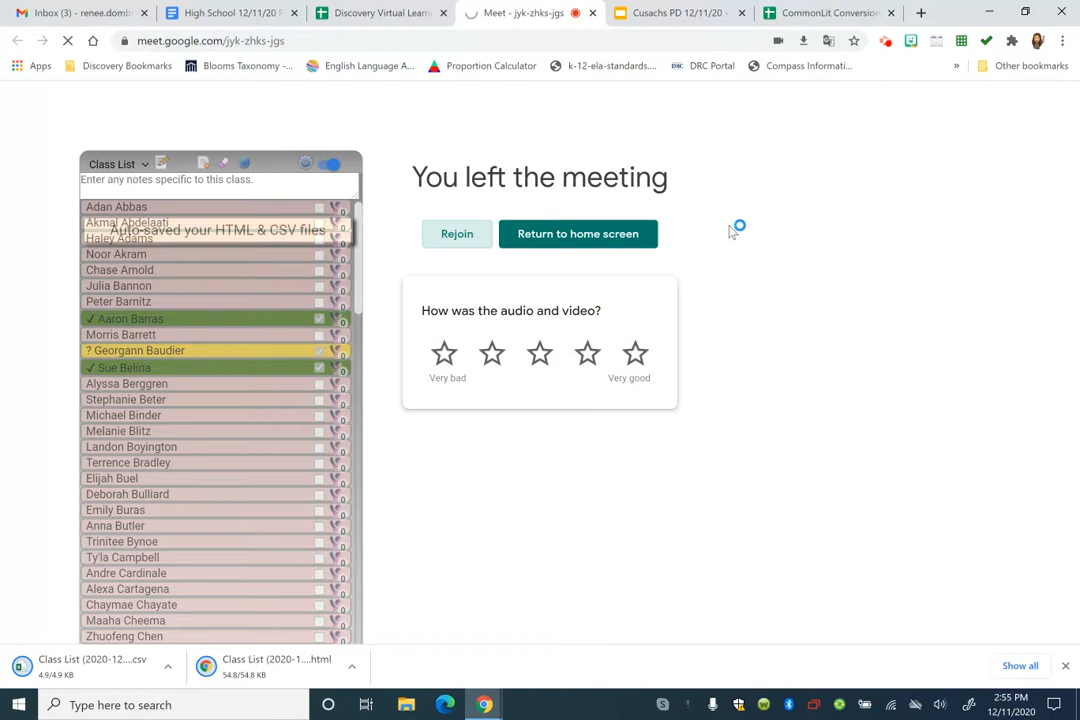 Inbox (3) - renee.dombr
High School 12/11/20 P
Discovery Virtual Learni
Meet - jyk-zhks-jgs
Cusachs PD 12/11/20 -
CommonLit Conversion
meet.google.com/jyk-zhks-jgs
Apps
Discovery Bookmarks
Blooms Taxonomy -...
English Language A...
Proportion Calculator
k-12-ela-standards....
DRC Portal
Compass Informati...
» Other bookmarks
Class List
Enter any notes specific to this class.
Adan Abbas
Akmal Abdelaati
Auto-saved your HTML & CSV files
Haley Adams
Noor Akram
Chase Arnold
Julia Bannon
Peter Barnitz
✓ Aaron Barras
Morris Barrett
? Georgann Baudier
✓ Sue Belina
Alyssa Berggren
Stephanie Beter
Michael Binder
Melanie Blitz
Landon Boyington
Terrence Bradley
Elijah Buel
Deborah Bulliard
Emily Buras
Anna Butler
Trinitee Bynoe
Ty'la Campbell
Andre Cardinale
Alexa Cartagena
Chaymae Chayate
Maaha Cheema
Zhuofeng Chen
You left the meeting
Rejoin
Return to home screen
How was the audio and video?
Very bad
Very good
Class List (2020-12....csv
4.9/4.9 KB
Class List (2020-1....html
54.8/54.8 KB
Show all
Type here to search
2:55 PM
12/11/2020